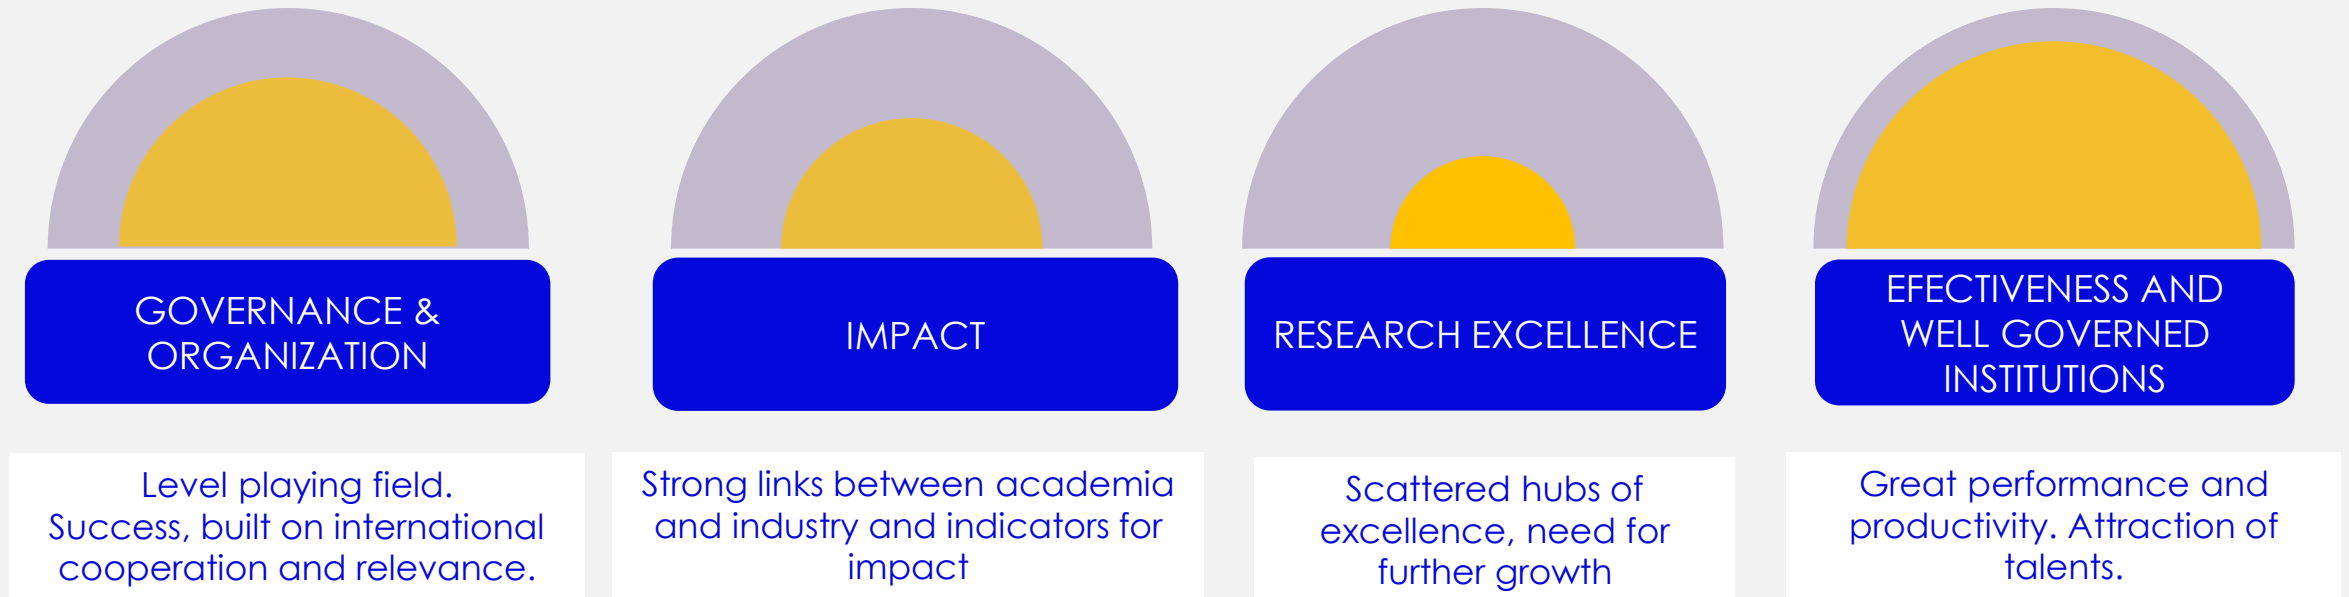 GOVERNANCE &
ORGANIZATION
Level playing field.
Success, built on international
cooperation and relevance.
IMPACT
Strong links between academia
and industry and indicators for
impact
RESEARCH EXCELLENCE
Scattered hubs of
excellence, need for
further growth
EFECTIVENESS AND
WELL GOVERNED
INSTITUTIONS
Great performance and
productivity. Attraction of
talents.